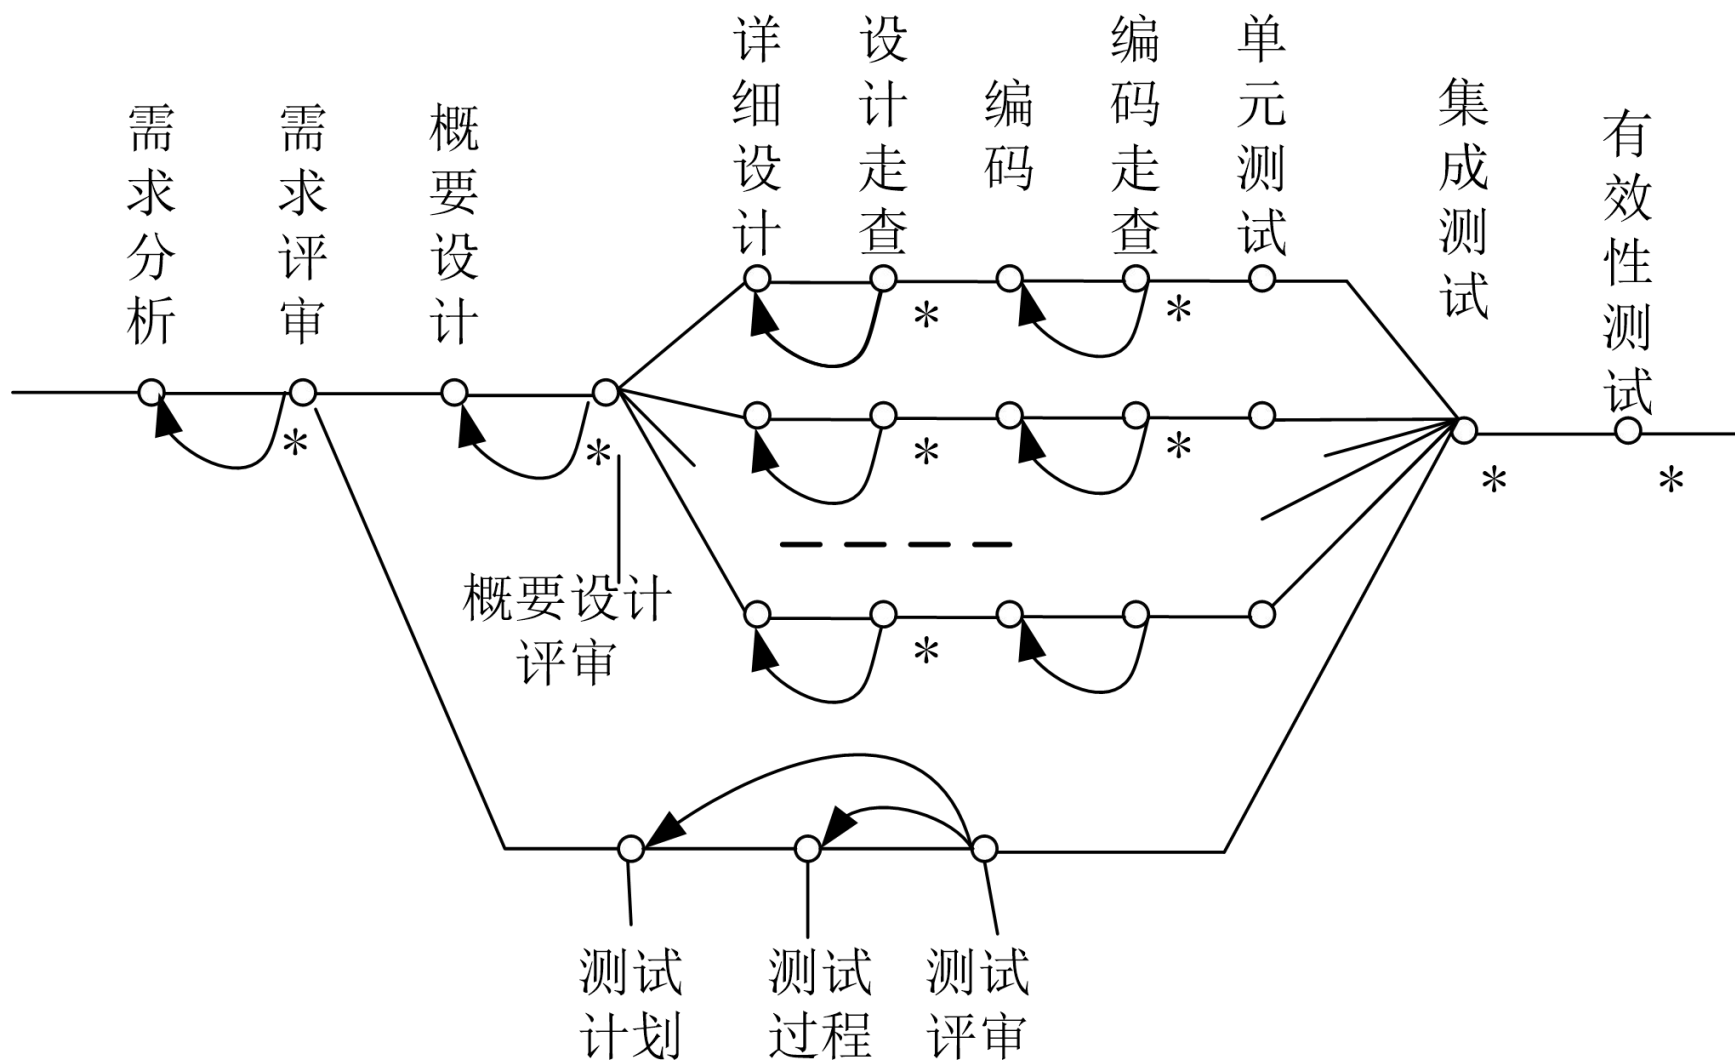 需求分析
需求评审
概要设计
详细设计
设计走查
编码
编码走查
单元测试
集成测试
有效性测试
*
*
*
*
*
*
*
*
*
概要设计
评审
测试
计划
测试
过程
测试
评审